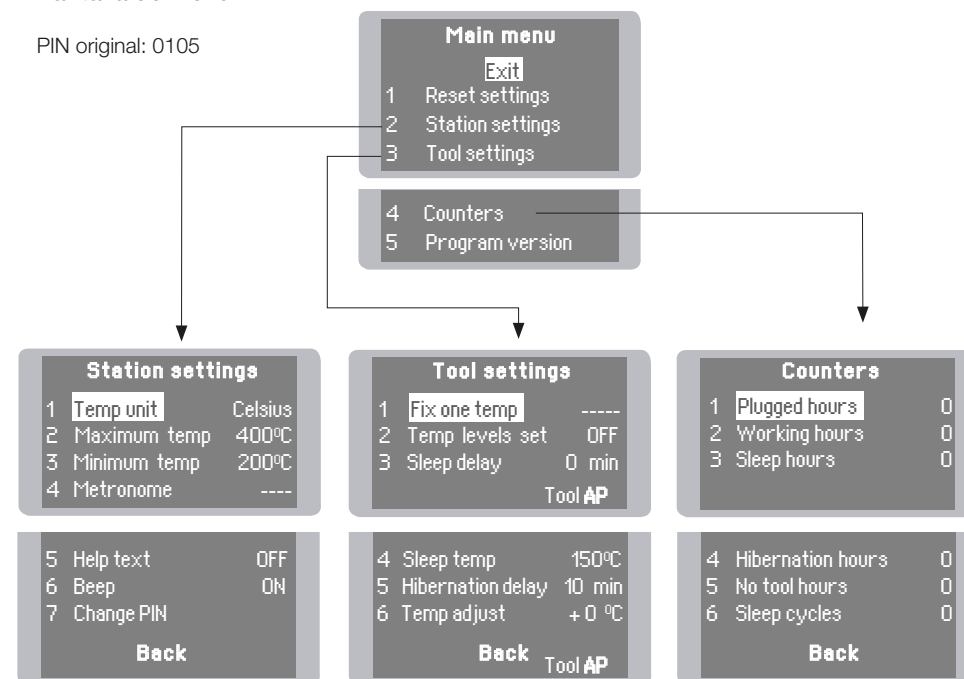 PIN original: 0105
Main menu
Exit
1 Reset settings
2 Station settings
3 Tool settings
4 Counters
5 Program version
Station settings
1 Temp unit Celsius
2 Maximum temp 400ºC
3 Minimum temp 200ºC
4 Metronome ----
5 Help text OFF
6 Beep ON
7 Change PIN
Back
Tool settings
1 Fix one temp -----
2 Temp levels set OFF
3 Sleep delay 0 min
Tool AP
4 Sleep temp 150ºC
5 Hibernation delay 10 min
6 Temp adjust +0 ºC
Back
Tool AP
Counters
1 Plugged hours 0
2 Working hours 0
3 Sleep hours 0
4 Hibernation hours 0
5 No tool hours 0
6 Sleep cycles 0
Back